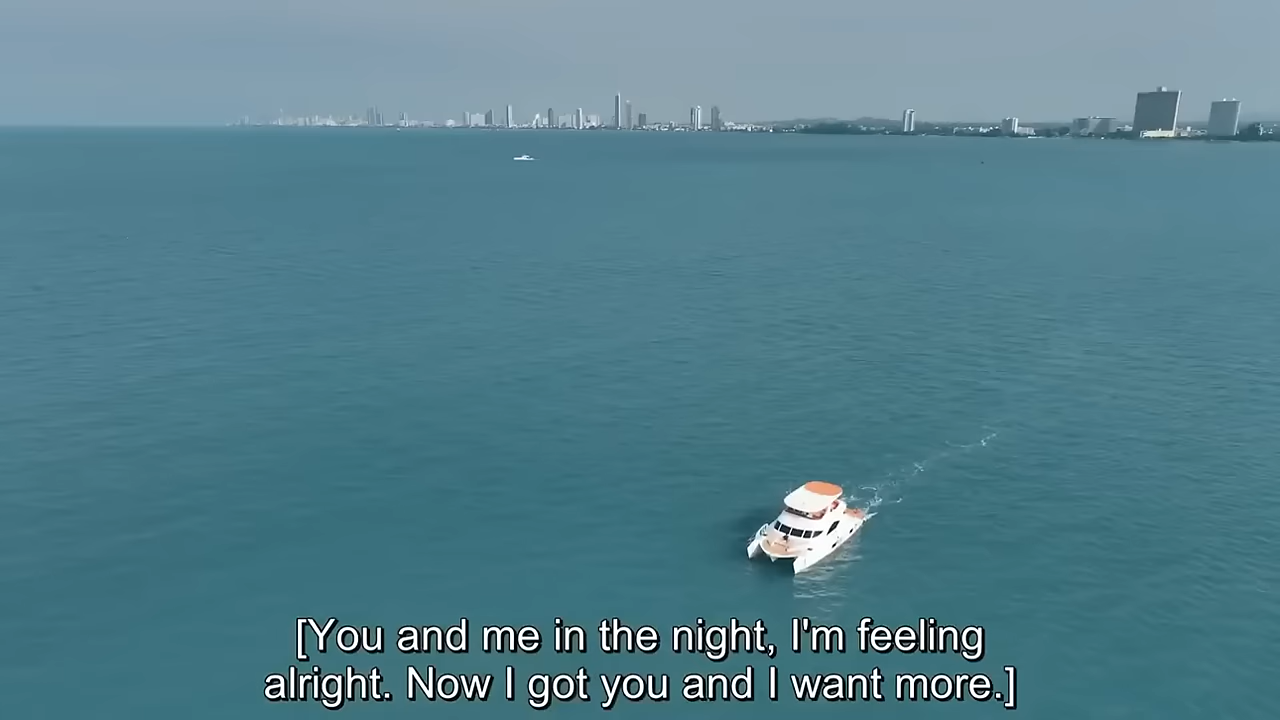 [You and me in the night, I'm feeling
alright. Now I got you and I want more.]